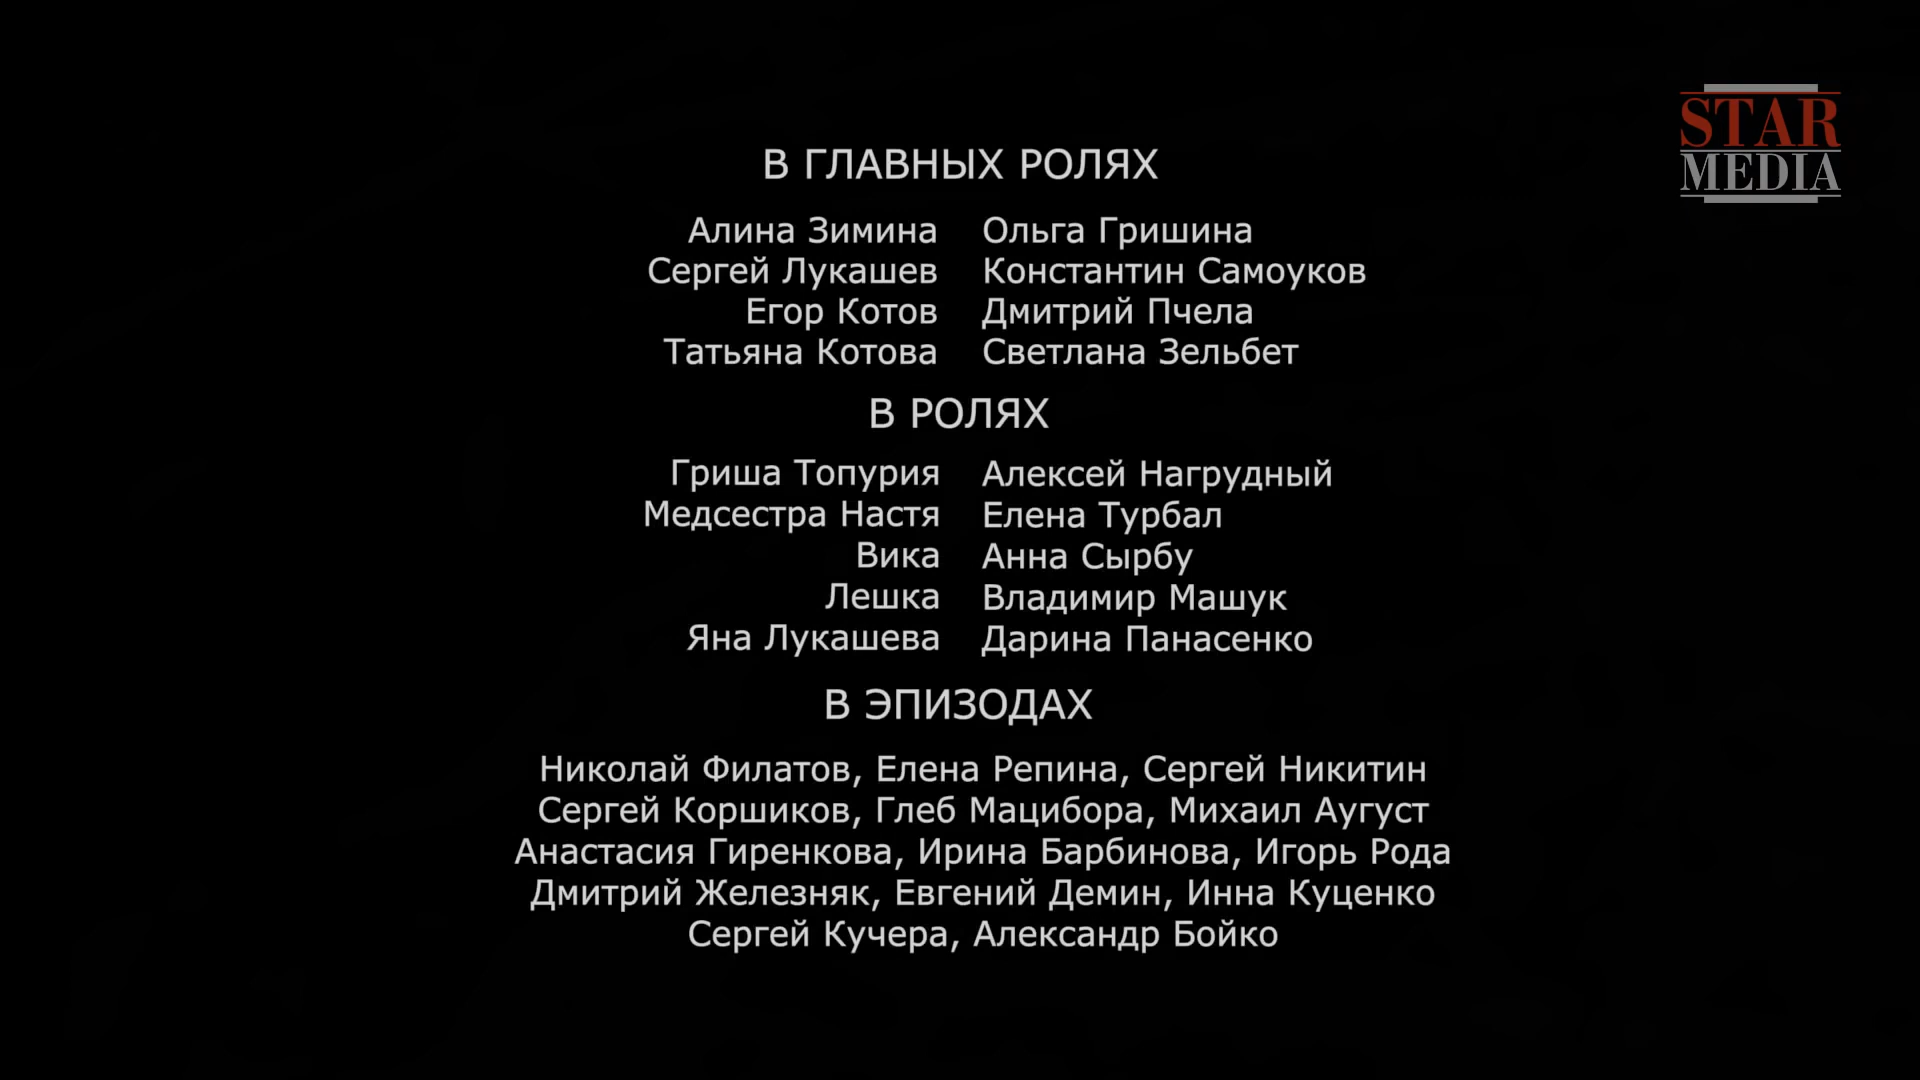 STAR
MEDIA
В ГЛАВНЫХ РОЛЯХ
Алина Зимина Ольга Гришина
Сергей Лукашев Константин Самоуков
Егор Котов Дмитрий Пчела
Татьяна Котова Светлана Зельбет
В РОЛЯХ
Гриша Топурия Алексей Нагрудный
Медсестра Настя Елена Турбал
Вика Анна Сырбу
Лешка Владимир Машук
Яна Лукашева Дарина Панасенко
В ЭПИЗОДАХ
Николай Филатов, Елена Репина, Сергей Никитин
Сергей Коршиков, Глеб Мацибора, Михаил Аугуст
Анастасия Гиренкова, Ирина Барбинова, Игорь Рода
Дмитрий Железняк, Евгений Демин, Инна Куценко
Сергей Кучера, Александр Бойко